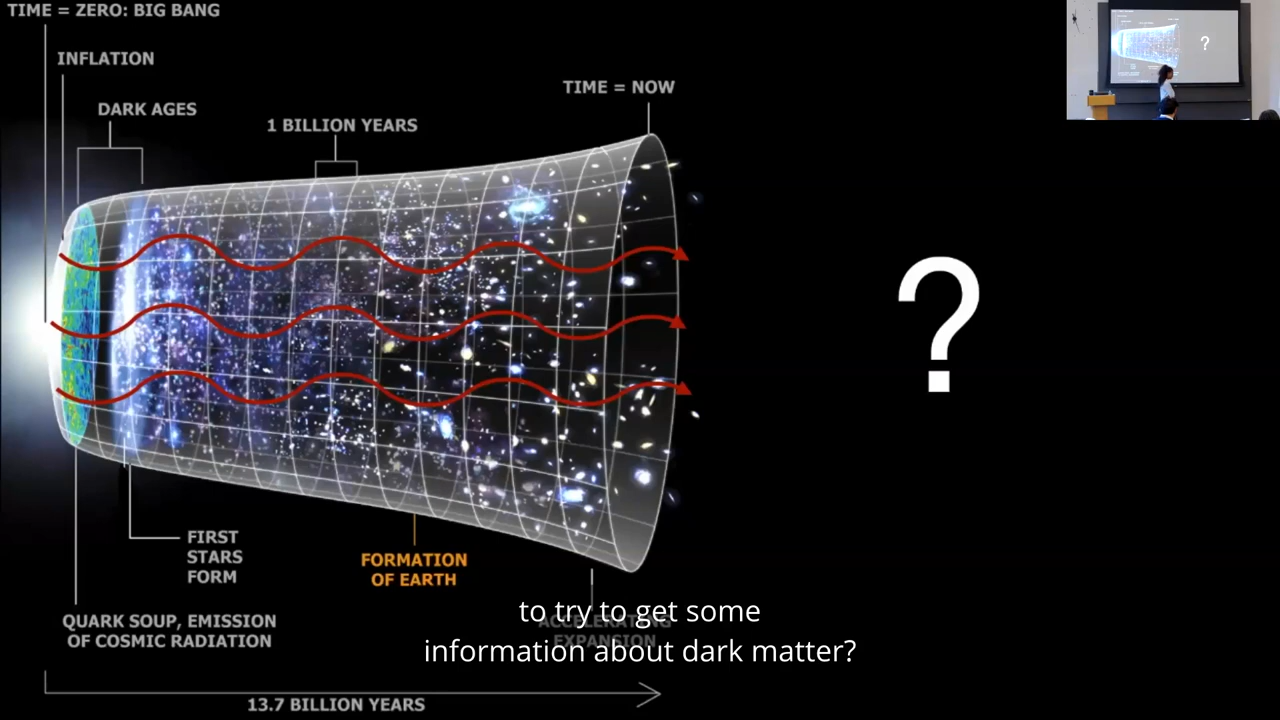 TIME = ZERO: BIG BANG
INFLATION
DARK AGES
1 BILLION YEARS
TIME = NOW
?
FIRST
STARS
FORM
FORMATION
OF EARTH
QUARK SOUP, EMISSION
OF COSMIC RADIATION
ACCELERATING
EXPANSION
to try to get some
information about dark matter?
13.7 BILLION YEARS
?